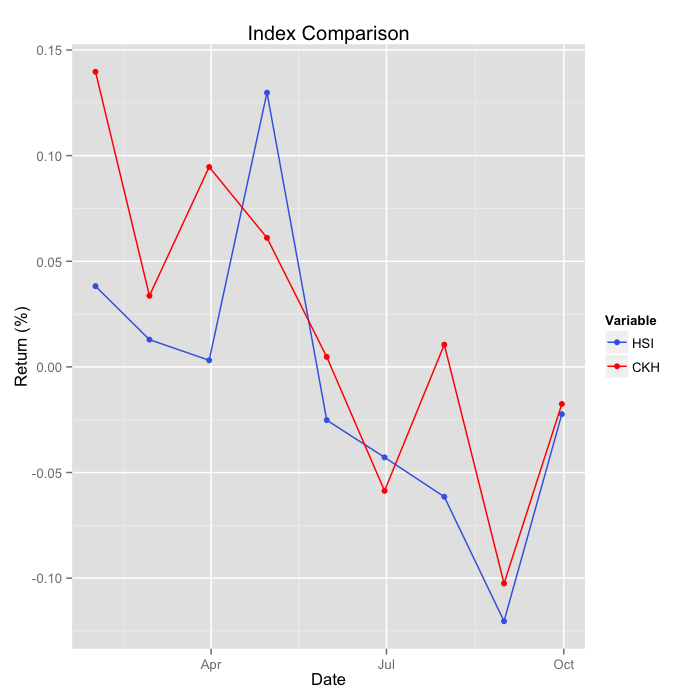 Index Comparison
0.15
0.10
0.05
0.00
-0.05
-0.10
Return (%)
Apr
Jul
Oct
Date
Variable
HSI
CKH